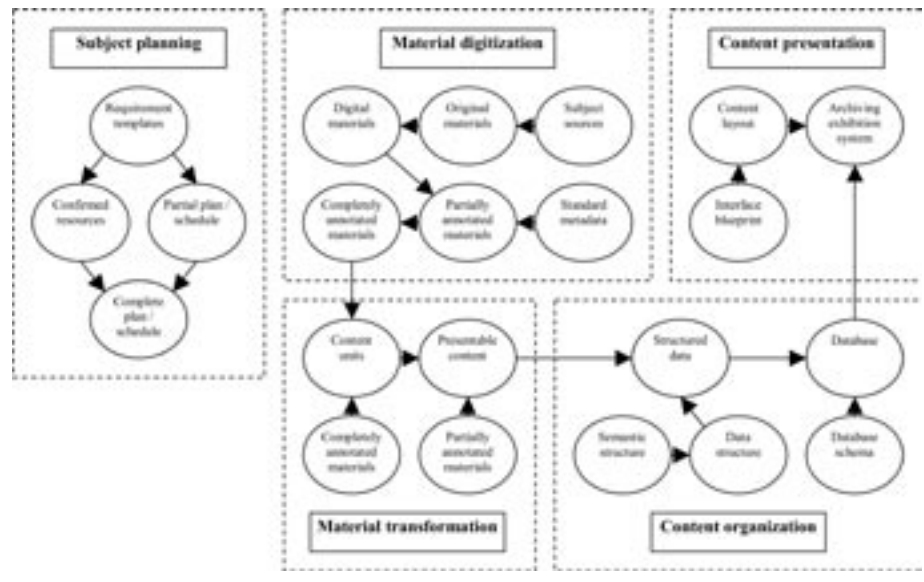 Subject planning
Requirement
templates
Confirmed
resources
Partial plan /
schedule
Complete
plan /
schedule
Material digitization
Digital
materials
Original
materials
Subject
sources
Completely
annotated
materials
Partially
annotated
materials
Standard
metadata
Content presentation
Content
layout
Archiving
exhibition
system
Interface
blueprint
Content
units
Presentable
content
Completely
annotated
materials
Partially
annotated
materials
Material transformation
Structured
data
Database
Semantic
structure
Data
structure
Database
schema
Content organization